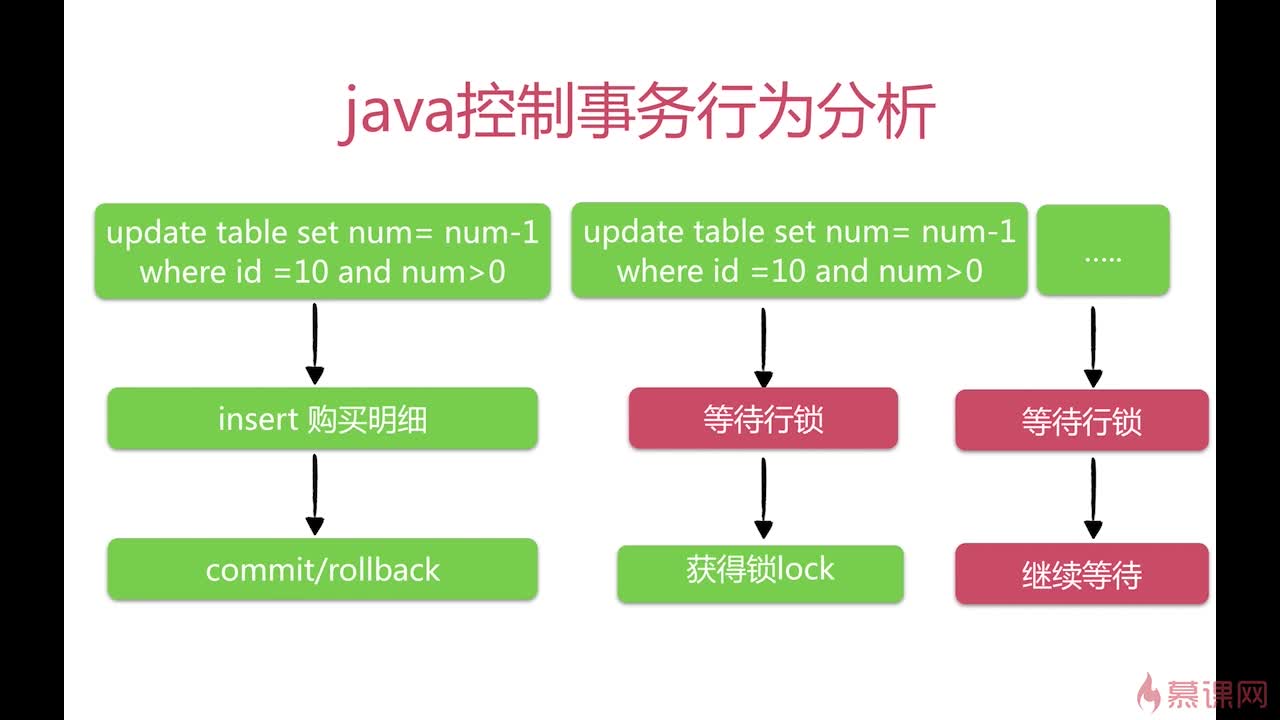 java控制事务行为分析
update table set num= num-1
where id =10 and num>0
update table set num= num-1
where id =10 and num>0
.....
insert 购买明细
等待行锁
等待行锁
commit/rollback
获得锁lock
继续等待
慕课网